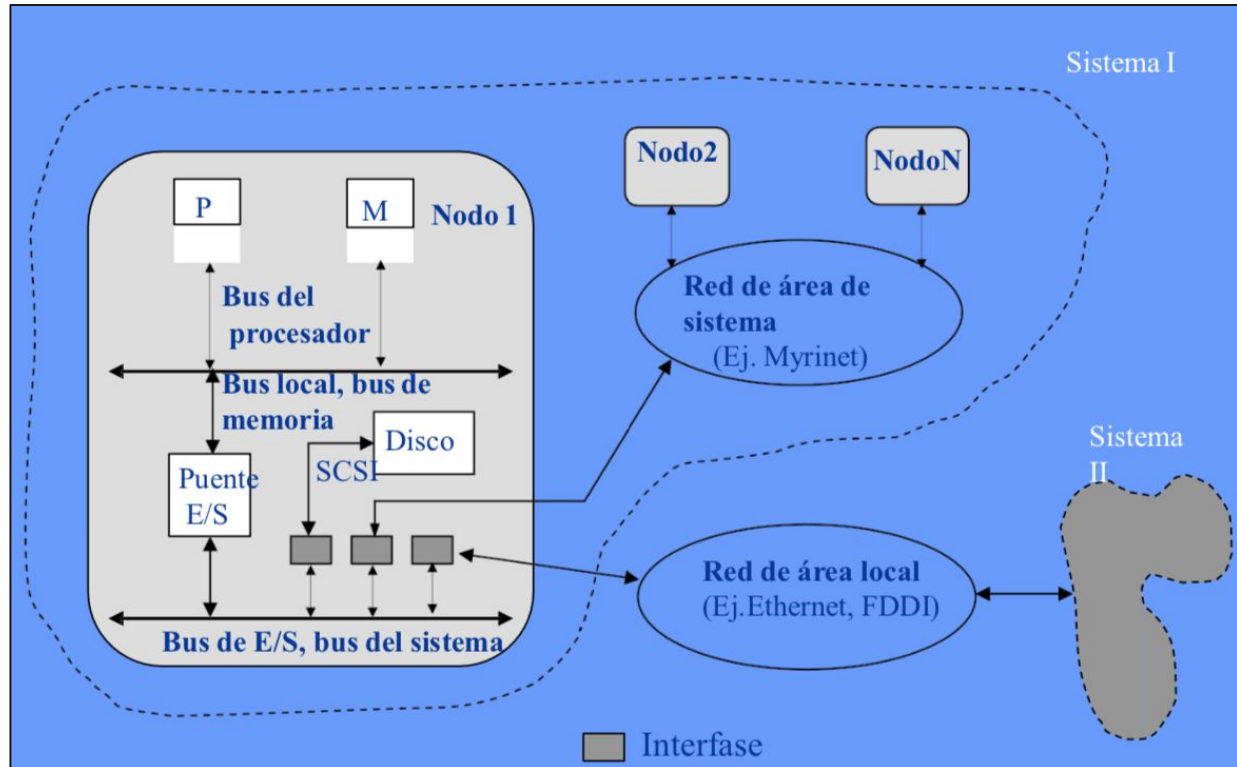 Sistema I
Nodo2
NodoN
P
M
Nodo 1
Bus del
procesador
Red de área de
sistema
(Ej. Myrinet)
Bus local, bus de
memoria
Disco
SCSI
Puente
E/S
Sistema
II
Red de área local
(Ej.Ethernet, FDDI)
Bus de E/S, bus del sistema
Interfase